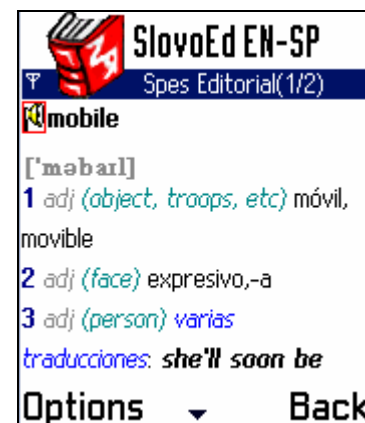 SlovoEd EN-SP
Spes Editorial(1/2)
mobile
['məbaɪl]
1 adj (object, troops, etc) móvil,
movible
2 adj (face) expresivo,-a
3 adj (person) varias
traducciones: she'll soon be
Options Back